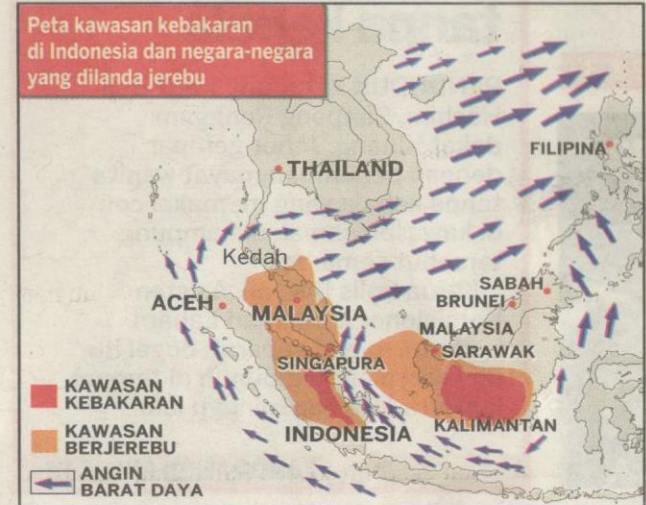 Peta kawasan kebakaran
di Indonesia dan negara-negara
yang dilanda jerebu
FILIPINA
THAILAND
Kedah
SABAH
BRUNEI
ACEH
MALAYSIA
MALAYSIA
SARAWAK
SINGAPURA
KAWASAN
KEBAKARAN
KALIMANTAN
KAWASAN
BERJEREBU
INDONESIA
ANGIN
BARAT DAYA